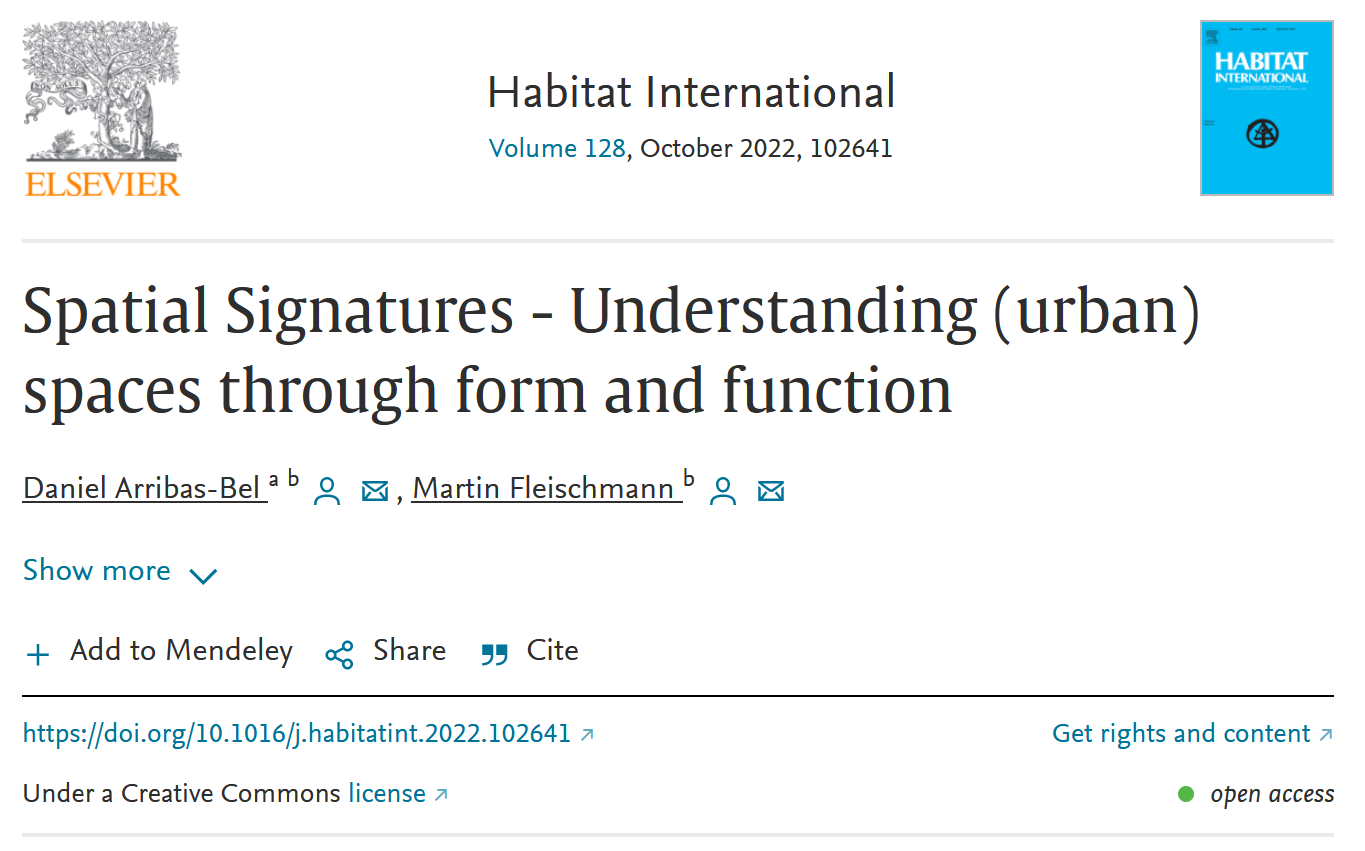 Habitat International
Volume 128, October 2022, 102641
ELSEVIER
HABITAT
INTERNATIONAL
Spatial Signatures - Understanding (urban)
spaces through form and function
Daniel Arribas-Bel a b , Martin Fleischmann b
Show more
Add to Mendeley Share Cite
https://doi.org/10.1016/j.habitatint.2022.102641 Get rights and content
Under a Creative Commons license open access